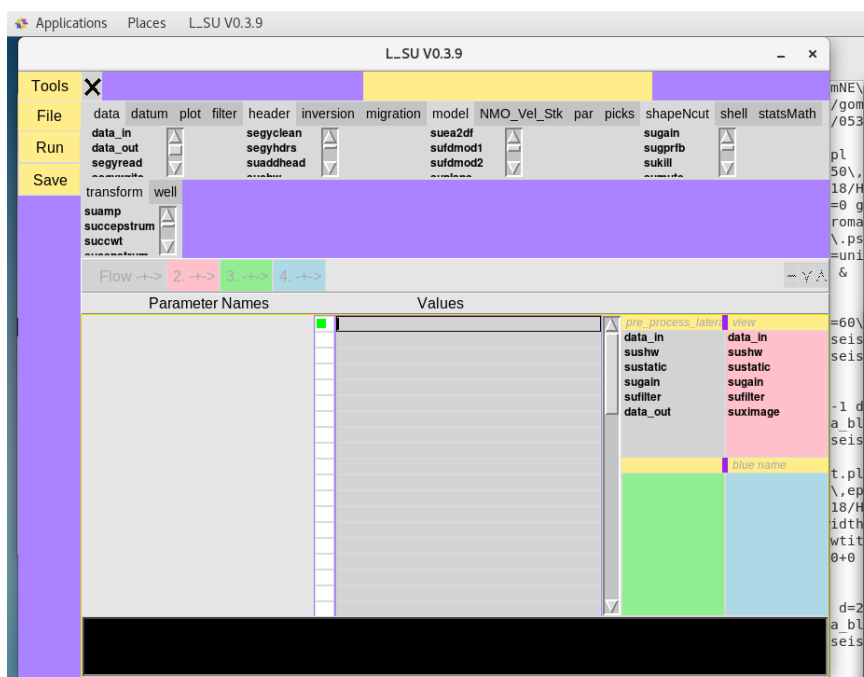 Applications Places L_SU V0.3.9
L_SU V0.3.9
Tools
File
Run
Save
data datum plot filter header inversion migration model NMO_Vel_Stk par picks shapeNcut shell statsMath
data_in segyclean suea2df sugain
data_out segyhdrs sufdmod1 sugprfb
segyread suaddhead sufdmod2 sukill
transform well
suamp
succepstrum
succwt
Flow -+-> 2. -+-> 3. -+-> 4. -+->
Parameter Names Values
view
data_in data_in
sushw sushw
sustatic sustatic
sugain sugain
sufilter sufilter
data_out suximage
blue name
mNE\
/gom
/053
pl
50\,
18/H
=0 g
roma
\.ps
=uni
&
=60\
seis
seis
-1 d
a_bl
seis
t.pl
\,ep
18/H
idth
wtit
0+0
d=2
a_bl
seis